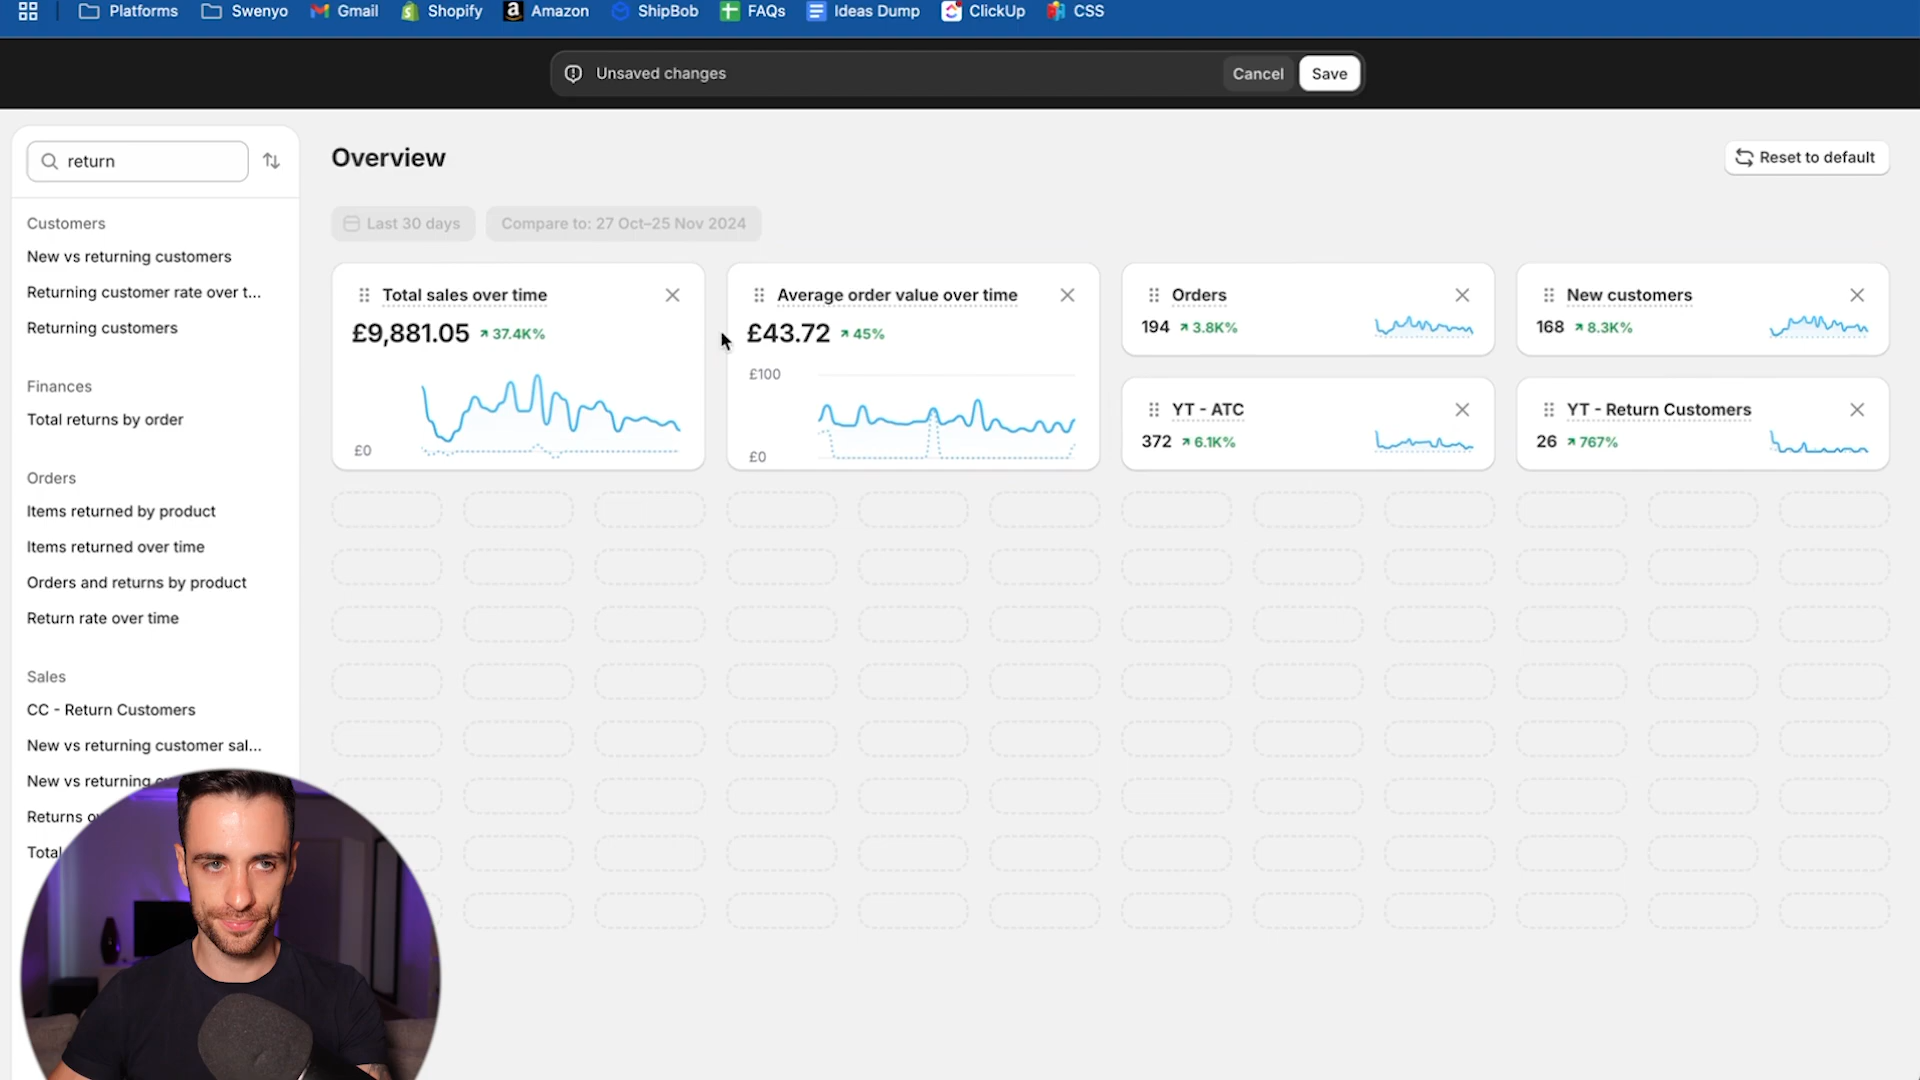 Platforms Swenyo Gmail Shopify Amazon ShipBob FAQs Ideas Dump ClickUp CSS
Unsaved changes Cancel Save
return
Overview Reset to default
Last 30 days Compare to: 27 Oct–25 Nov 2024
Customers
New vs returning customers
Returning customer rate over t...
Returning customers
Finances
Total returns by order
Orders
Items returned by product
Items returned over time
Orders and returns by product
Return rate over time
Sales
CC - Return Customers
New vs returning customer sal...
New vs returning
Returns
Total
Total sales over time
£9,881.05 37.4K%
£0
Average order value over time
£43.72 45%
£100
£0
Orders
194 3.8K%
New customers
168 8.3K%
YT - ATC
372 6.1K%
YT - Return Customers
26 767%